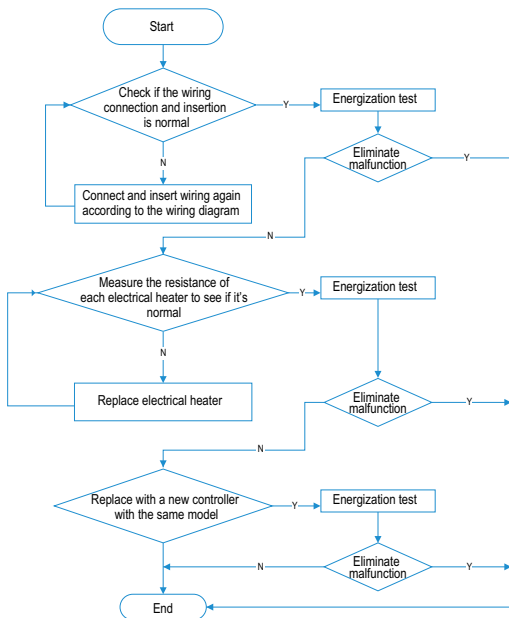 Start
Check if the wiring
connection and insertion
is normal
Y
Energization test
N
Eliminate
malfunction
Y
Connect and insert wiring again
according to the wiring diagram
N
Measure the resistance of
each electrical heater to see if it's
normal
Y
Energization test
N
Replace electrical heater
Eliminate
malfunction
Y
N
Replace with a new controller
with the same model
Y
Energization test
N
Eliminate
malfunction
Y
End